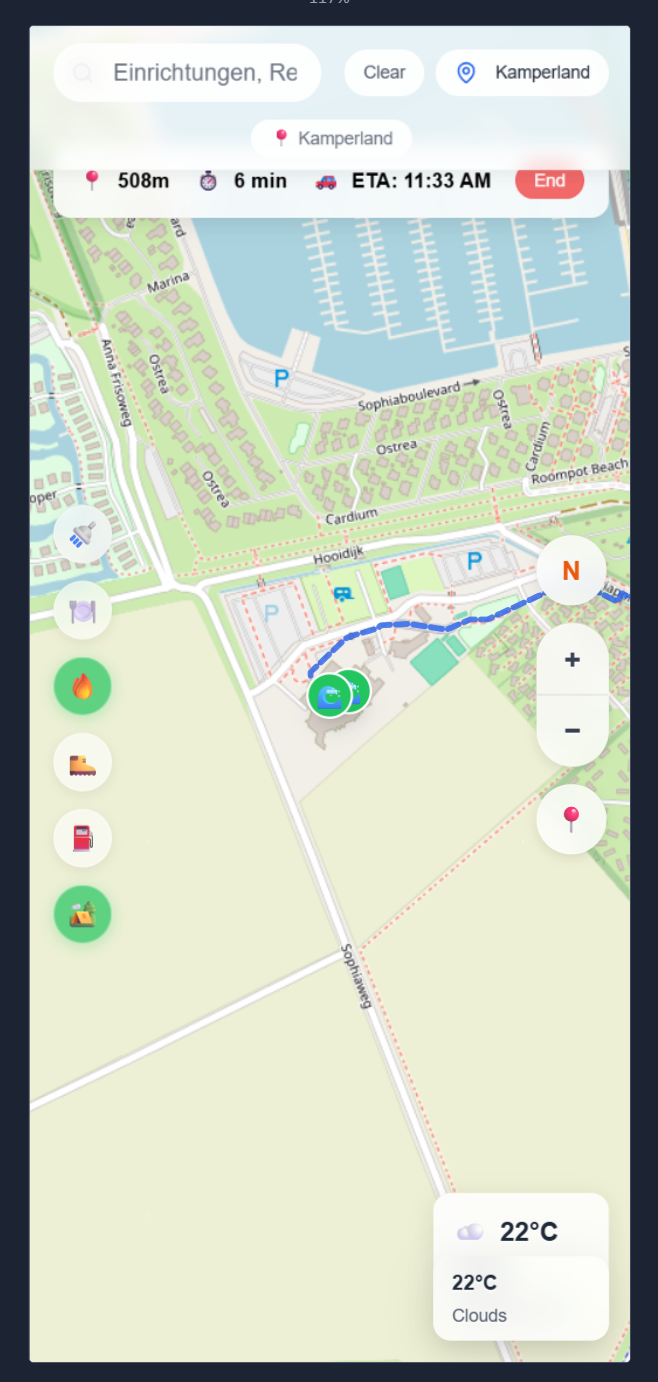 117%
Einrichtungen, Re
Clear
Kamperland
Kamperland
508m
6 min
ETA: 11:33 AM
End
Marina
Anna Frisoweg
Ostrea
P
Sophiaboulevard →
Ostrea
Ostrea
Cardium
Ostrea
Roompot Beach
oper
Cardium
Hooidijk
P
N
P
+
−
Sophiaweg
22°C
22°C
Clouds